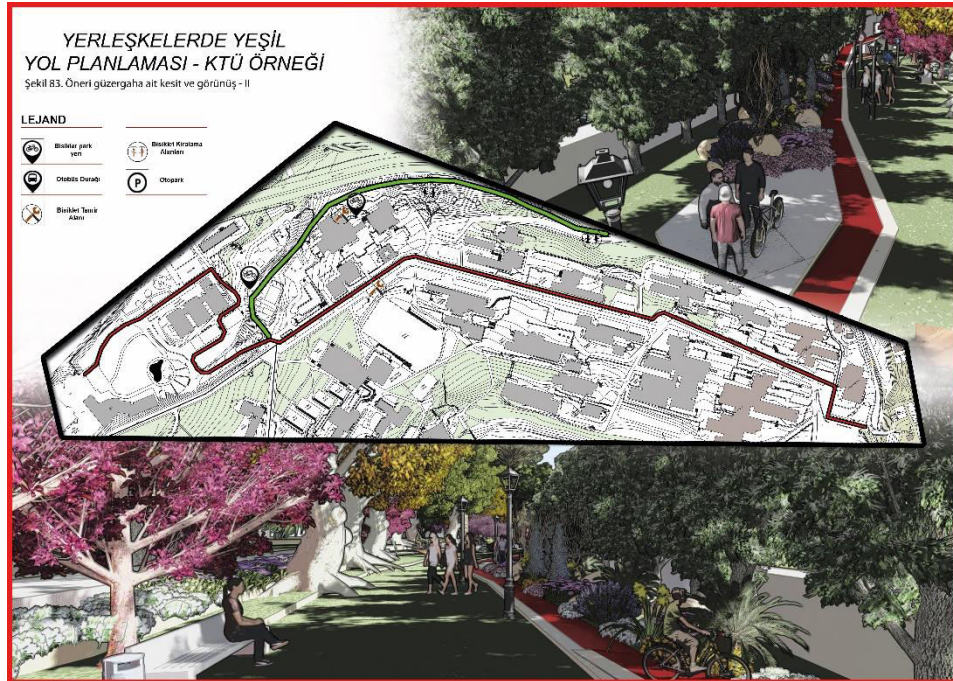 YERLEŞKELERDE YEŞİL
YOL PLANLAMASI - KTÜ ÖRNEĞİ
Şekil 83. Öneri güzergaha ait kesit ve görünüş - II
LEJAND
Bisiklet park
yeri
Otobüs Durağı
Bisiklet Tamir
Alanı
Bisiklet Kiralama
Alanları
P
Otopark